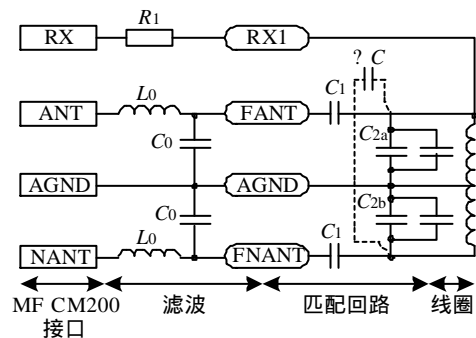 RX R1 RX1
? C
ANT L0 FANT C1
C0 C2a
AGND AGND
C0 C2b
NANT L0 FNANT C1
MF CM200 接口 滤波 匹配回路 线圈